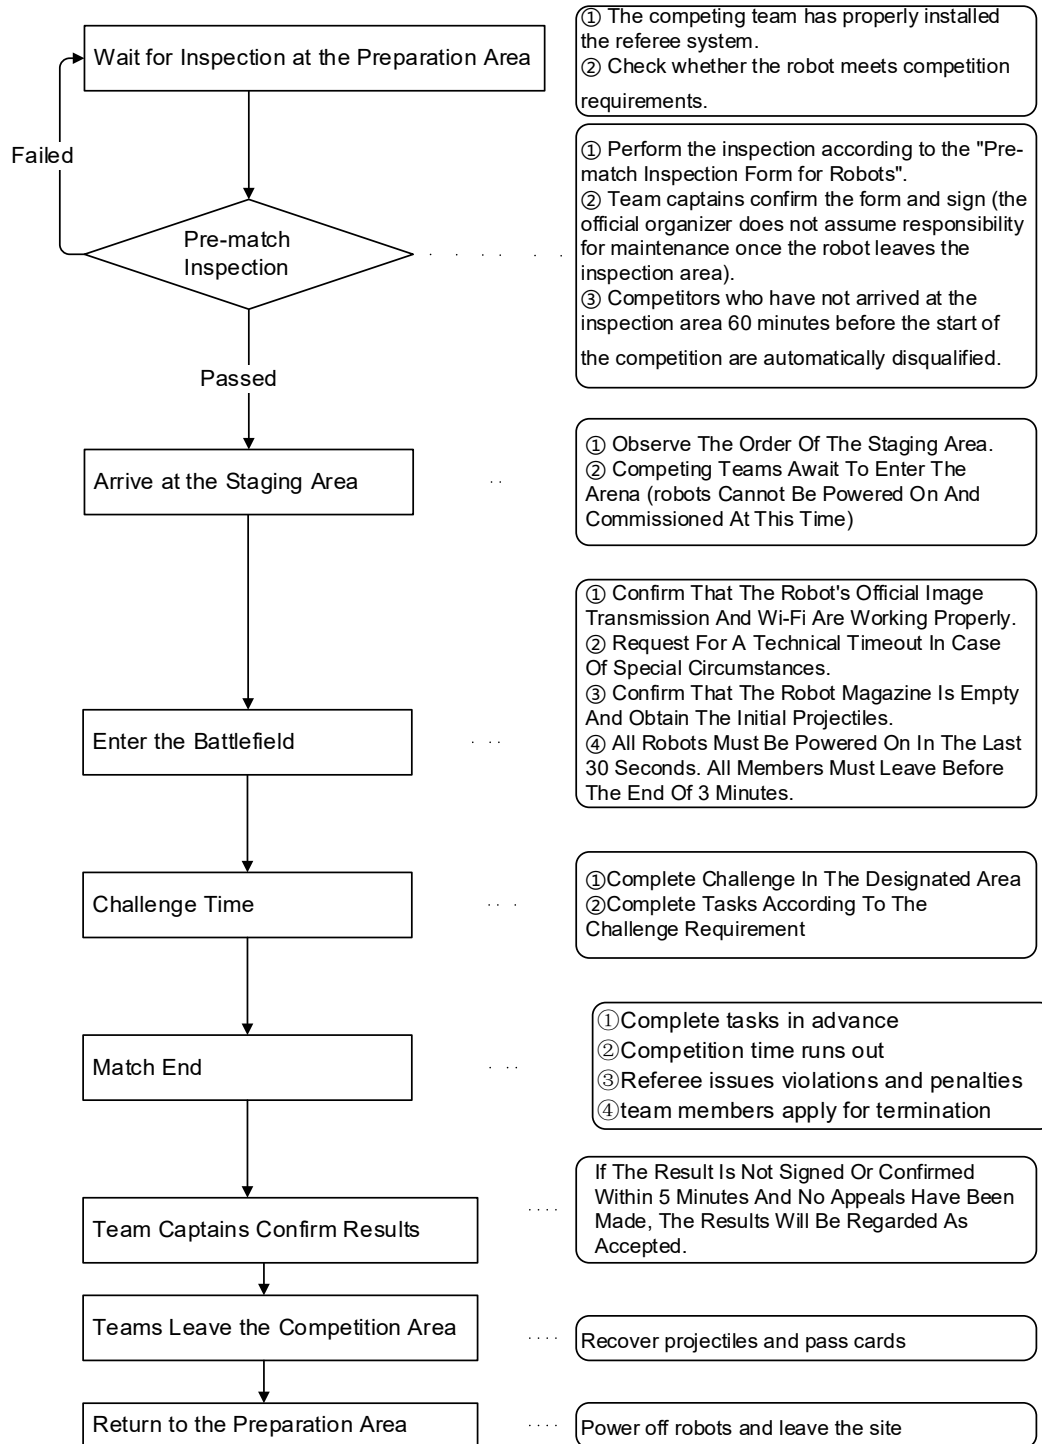 Wait for Inspection at the Preparation Area
① The competing team has properly installed
the referee system.
② Check whether the robot meets competition
requirements.
Failed
Pre-match
Inspection
① Perform the inspection according to the "Pre-
match Inspection Form for Robots".
② Team captains confirm the form and sign (the
official organizer does not assume responsibility
for maintenance once the robot leaves the
inspection area).
③ Competitors who have not arrived at the
inspection area 60 minutes before the start of
the competition are automatically disqualified.
Passed
Arrive at the Staging Area
① Observe The Order Of The Staging Area.
② Competing Teams Await To Enter The
Arena (robots Cannot Be Powered On And
Commissioned At This Time)
Enter the Battlefield
① Confirm That The Robot's Official Image
Transmission And Wi-Fi Are Working Properly.
② Request For A Technical Timeout In Case
Of Special Circumstances.
③ Confirm That The Robot Magazine Is Empty
And Obtain The Initial Projectiles.
④ All Robots Must Be Powered On In The Last
30 Seconds. All Members Must Leave Before
The End Of 3 Minutes.
Challenge Time
①Complete Challenge In The Designated Area
②Complete Tasks According To The
Challenge Requirement
Match End
①Complete tasks in advance
②Competition time runs out
③Referee issues violations and penalties
④team members apply for termination
Team Captains Confirm Results
If The Result Is Not Signed Or Confirmed
Within 5 Minutes And No Appeals Have Been
Made, The Results Will Be Regarded As
Accepted.
Teams Leave the Competition Area
Recover projectiles and pass cards
Return to the Preparation Area
Power off robots and leave the site